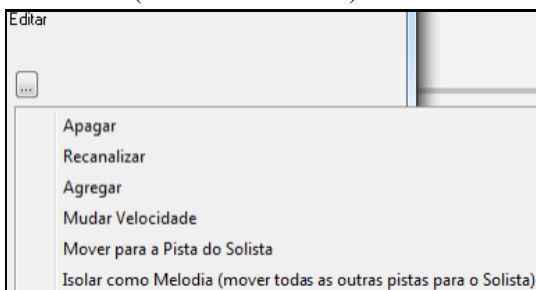 Editar
...
Apagar
Recanalizar
Agregar
Mudar Velocidade
Mover para a Pista do Solista
Isolar como Melodia (mover todas as outras pistas para o Solista)